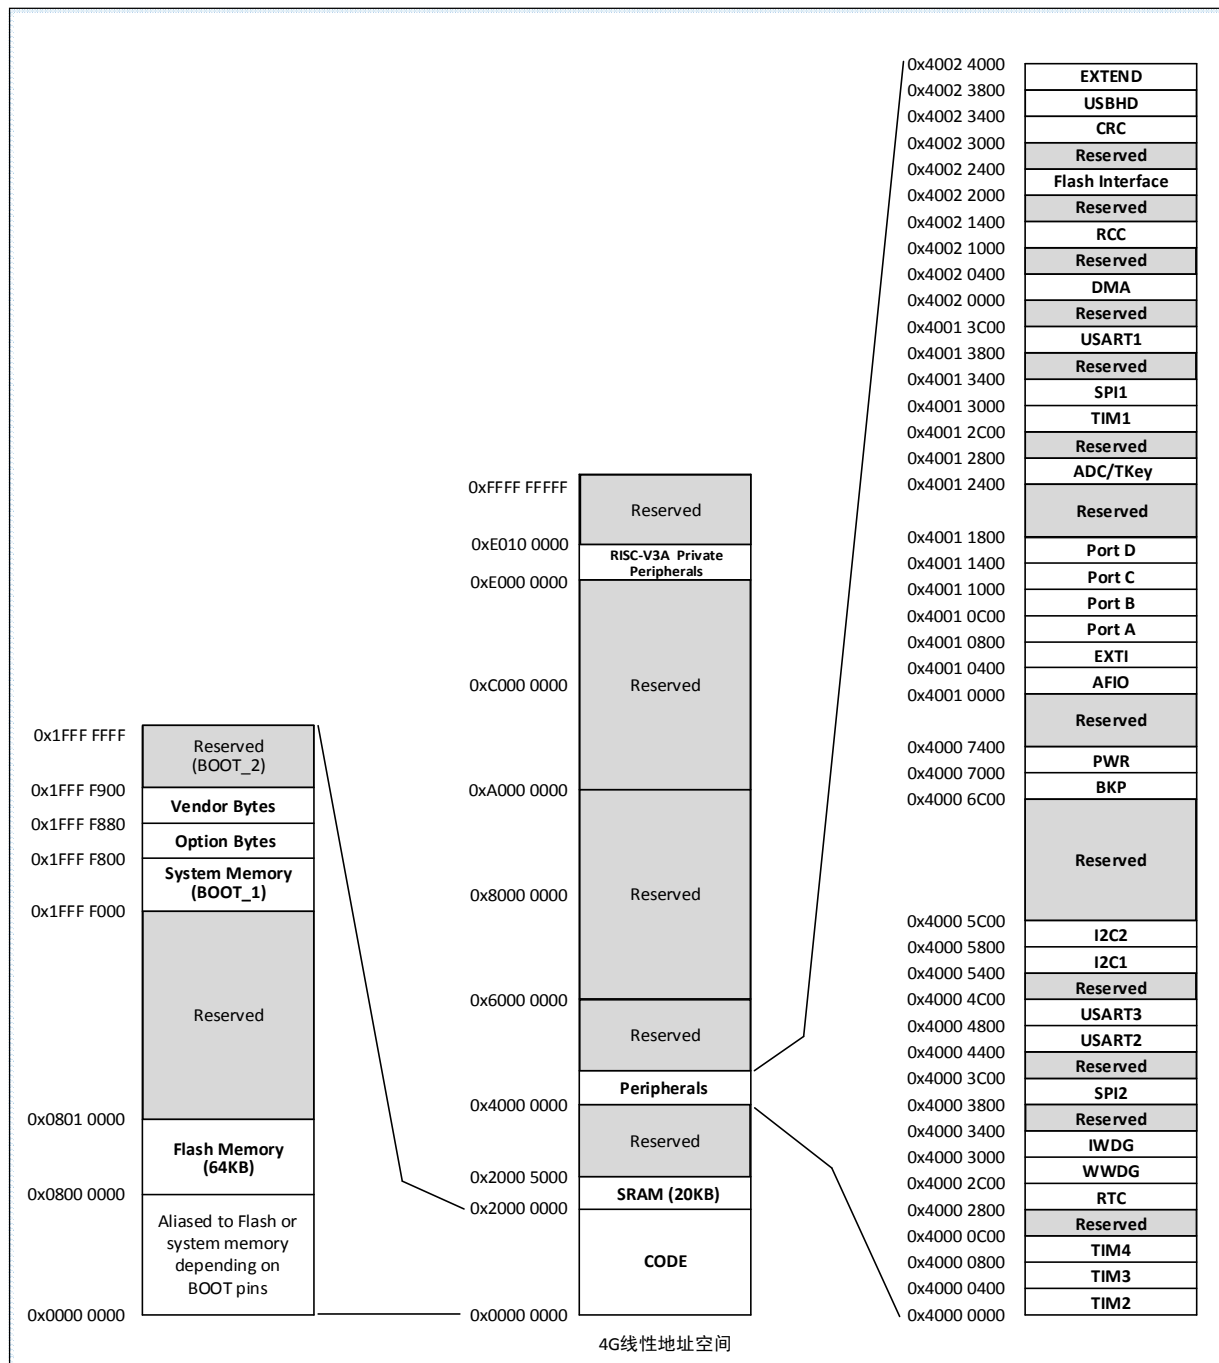 0x1FFF FFFF
Reserved
(BOOT_2)
0x1FFF F900
Vendor Bytes
0x1FFF F880
Option Bytes
0x1FFF F800
System Memory
(BOOT_1)
0x1FFF F000
Reserved
0x0801 0000
Flash Memory
(64KB)
0x0800 0000
Aliased to Flash or
system memory
depending on
BOOT pins
0x0000 0000
0xFFFF FFFFF
Reserved
0xE010 0000
RISC-V3A Private
Peripherals
0xE000 0000
0xC000 0000
Reserved
0xA000 0000
0x8000 0000
Reserved
0x6000 0000
Reserved
Peripherals
0x4000 0000
Reserved
0x2000 5000
SRAM (20KB)
0x2000 0000
CODE
0x0000 0000
4G线性地址空间
0x4002 4000
EXTEND
0x4002 3800
USBHD
0x4002 3400
CRC
0x4002 3000
Reserved
0x4002 2400
Flash Interface
0x4002 2000
Reserved
0x4002 1400
RCC
0x4002 1000
Reserved
0x4002 0400
DMA
0x4002 0000
Reserved
0x4001 3C00
USART1
0x4001 3800
Reserved
0x4001 3400
SPI1
0x4001 3000
TIM1
0x4001 2C00
Reserved
0x4001 2800
ADC/TKey
0x4001 2400
Reserved
0x4001 1800
Port D
0x4001 1400
Port C
0x4001 1000
Port B
0x4001 0C00
Port A
0x4001 0800
EXTI
0x4001 0400
AFIO
0x4001 0000
Reserved
0x4000 7400
PWR
0x4000 7000
BKP
0x4000 6C00
Reserved
0x4000 5C00
I2C2
0x4000 5800
I2C1
0x4000 5400
Reserved
0x4000 4C00
USART3
0x4000 4800
USART2
0x4000 4400
Reserved
0x4000 3C00
SPI2
0x4000 3800
Reserved
0x4000 3400
IWDG
0x4000 3000
WWDG
0x4000 2C00
RTC
0x4000 2800
Reserved
0x4000 0C00
TIM4
0x4000 0800
TIM3
0x4000 0400
TIM2
0x4000 0000